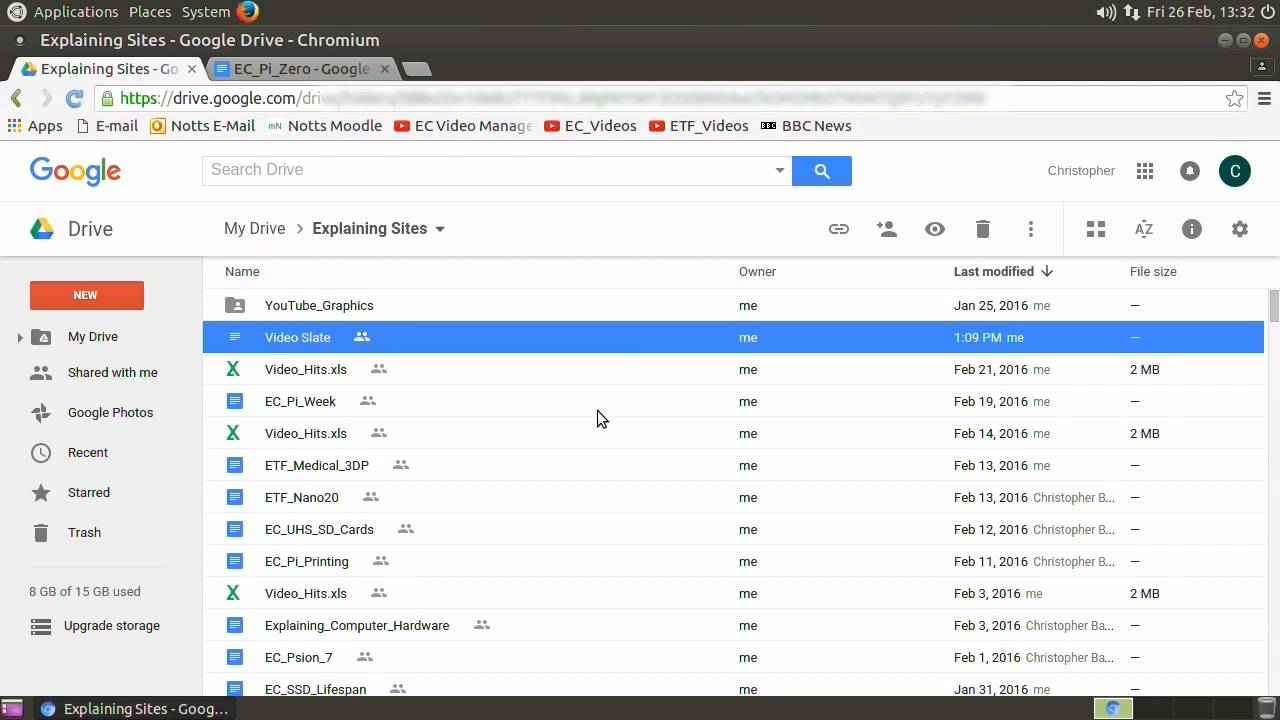 Applications Places System Fri 26 Feb, 13:32
Explaining Sites - Google Drive - Chromium
Explaining Sites - Go EC_Pi_Zero - Google
https://drive.google.com/dri
Apps E-mail Notts E-Mail mN Notts Moodle EC Video Manage EC_Videos ETF_Videos BBC BBC News
Google Search Drive Christopher C
Drive My Drive > Explaining Sites AZ
Name Owner Last modified File size
NEW
My Drive
Shared with me
Google Photos
Recent
Starred
Trash
8 GB of 15 GB used
Upgrade storage
YouTube_Graphics me Jan 25, 2016 me —
Video Slate me 1:09 PM me —
Video_Hits.xls me Feb 21, 2016 me 2 MB
EC_Pi_Week me Feb 19, 2016 me —
Video_Hits.xls me Feb 14, 2016 me 2 MB
ETF_Medical_3DP me Feb 13, 2016 me —
ETF_Nano20 me Feb 13, 2016 Christopher B... —
EC_UHS_SD_Cards me Feb 12, 2016 Christopher B... —
EC_Pi_Printing me Feb 11, 2016 Christopher B... —
Video_Hits.xls me Feb 3, 2016 me 2 MB
Explaining_Computer_Hardware me Feb 3, 2016 Christopher Ba... —
EC_Psion_7 me Feb 1, 2016 Christopher Ba... —
EC_SSD_Lifespan me Jan 31, 2016 me —
Explaining Sites - Goog...